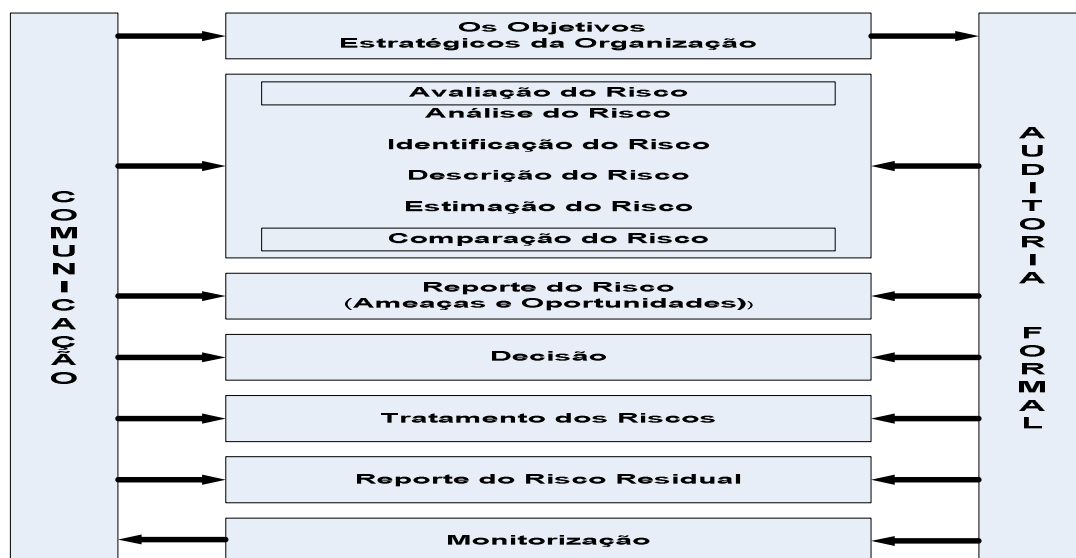 COMUNICAÇÃO
Os Objetivos
Estratégicos da Organização
Avaliação do Risco
Análise do Risco
Identificação do Risco
Descrição do Risco
Estimação do Risco
Comparação do Risco
Reporte do Risco
(Ameaças e Oportunidades))
Decisão
Tratamento dos Riscos
Reporte do Risco Residual
Monitorização
AUDITORIA FORMAL